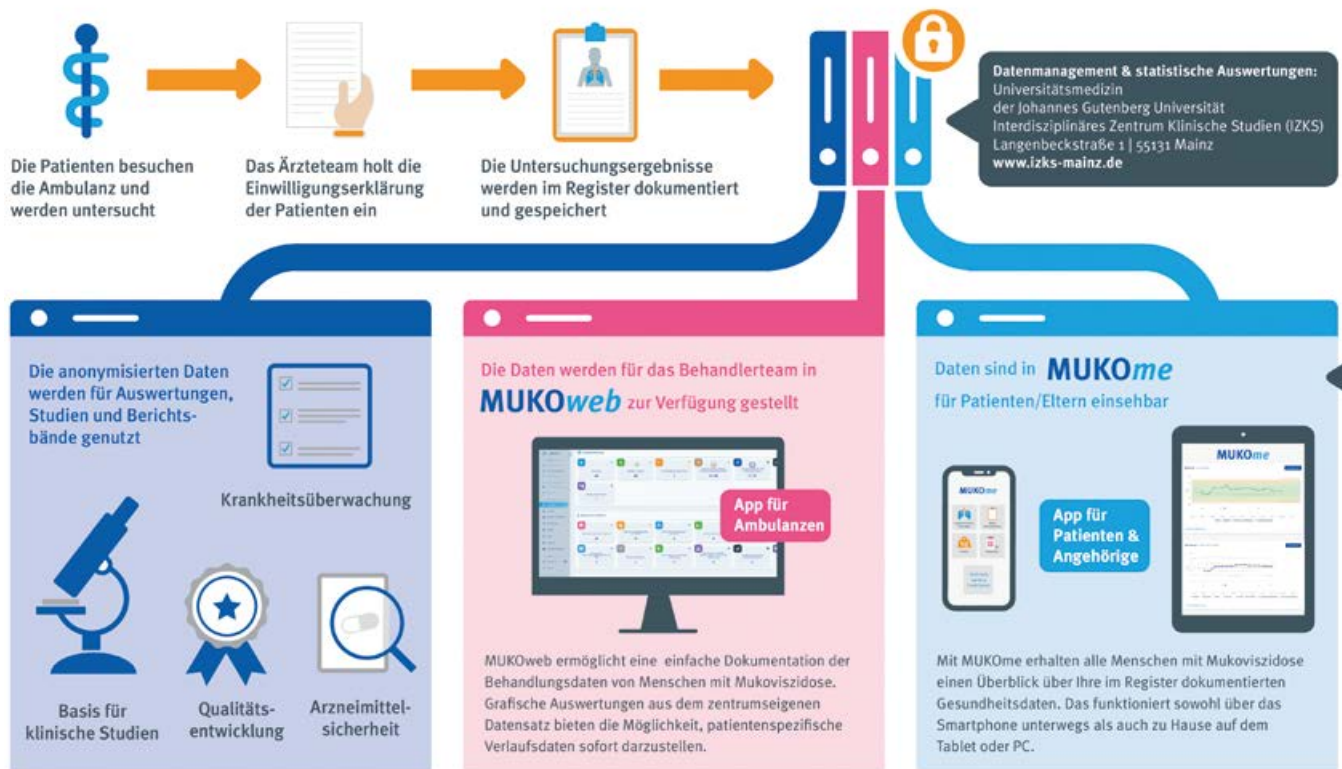 Die Patienten besuchen
die Ambulanz und
werden untersucht
Das Ärzteteam holt die
Einwilligungserklärung
der Patienten ein
Die Untersuchungsergebnisse
werden im Register dokumentiert
und gespeichert
Datenmanagement & statistische Auswertungen:
Universitätsmedizin
der Johannes Gutenberg Universität
Interdisziplinäres Zentrum Klinische Studien (IZKS)
Langenbeckstraße 1 | 55131 Mainz
www.izks-mainz.de
Die anonymisierten Daten
werden für Auswertungen,
Studien und Berichts-
bände genutzt
Krankheitsüberwachung
Basis für
klinische Studien
Qualitäts-
entwicklung
Arzneimittel-
sicherheit
Die Daten werden für das Behandlerteam in
MUKOweb zur Verfügung gestellt
App für
Ambulanzen
MUKOweb ermöglicht eine einfache Dokumentation der
Behandlungsdaten von Menschen mit Mukoviszidose.
Grafische Auswertungen aus dem zentrumseigenen
Datensatz bieten die Möglichkeit, patientenspezifische
Verlaufsdaten sofort darzustellen.
Daten sind in MUKOme
für Patienten/Eltern einsehbar
MUKOme
App für
Patienten &
Angehörige
MUKOme
Mit MUKOme erhalten alle Menschen mit Mukoviszidose
einen Überblick über Ihre im Register dokumentierten
Gesundheitsdaten. Das funktioniert sowohl über das
Smartphone unterwegs als auch zu Hause auf dem
Tablet oder PC.